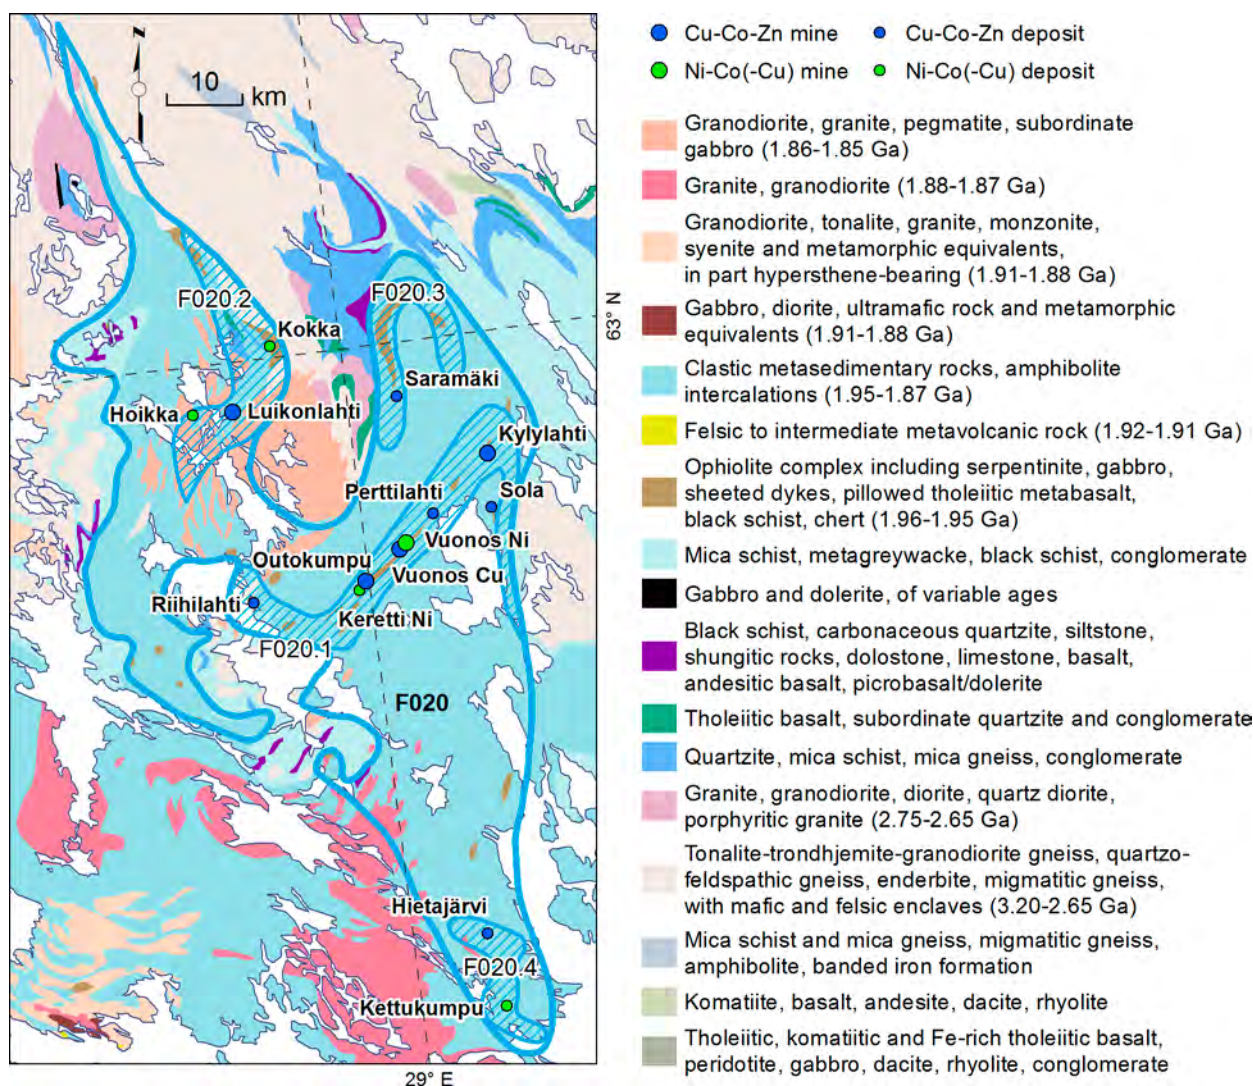 N
10
km
F020.2
F020.3
Kokka
63° N
Saramäki
Hoikka
Luikonlahti
Kylylahti
Perttilahti
Sola
Outokumpu
Vuonos Ni
Vuonos Cu
Riihilahti
Keretti Ni
F020.1
F020
Hietajärvi
F020.4
Kettukumpu
29° E
Cu-Co-Zn mine
Cu-Co-Zn deposit
Ni-Co(-Cu) mine
Ni-Co(-Cu) deposit
Granodiorite, granite, pegmatite, subordinate
gabbro (1.86-1.85 Ga)
Granite, granodiorite (1.88-1.87 Ga)
Granodiorite, tonalite, granite, monzonite,
syenite and metamorphic equivalents,
in part hypersthene-bearing (1.91-1.88 Ga)
Gabbro, diorite, ultramafic rock and metamorphic
equivalents (1.91-1.88 Ga)
Clastic metasedimentary rocks, amphibolite
intercalations (1.95-1.87 Ga)
Felsic to intermediate metavolcanic rock (1.92-1.91 Ga)
Ophiolite complex including serpentinite, gabbro,
sheeted dykes, pillowed tholeiitic metabasalt,
black schist, chert (1.96-1.95 Ga)
Mica schist, metagreywacke, black schist, conglomerate
Gabbro and dolerite, of variable ages
Black schist, carbonaceous quartzite, siltstone,
shungitic rocks, dolostone, limestone, basalt,
andesitic basalt, picrobasalt/dolerite
Tholeiitic basalt, subordinate quartzite and conglomerate
Quartzite, mica schist, mica gneiss, conglomerate
Granite, granodiorite, diorite, quartz diorite,
porphyritic granite (2.75-2.65 Ga)
Tonalite-trondhjemite-granodiorite gneiss, quartzo-
feldspathic gneiss, enderbite, migmatitic gneiss,
with mafic and felsic enclaves (3.20-2.65 Ga)
Mica schist and mica gneiss, migmatitic gneiss,
amphibolite, banded iron formation
Komatiite, basalt, andesite, dacite, rhyolite
Tholeiitic, komatiitic and Fe-rich tholeiitic basalt,
peridotite, gabbro, dacite, rhyolite, conglomerate